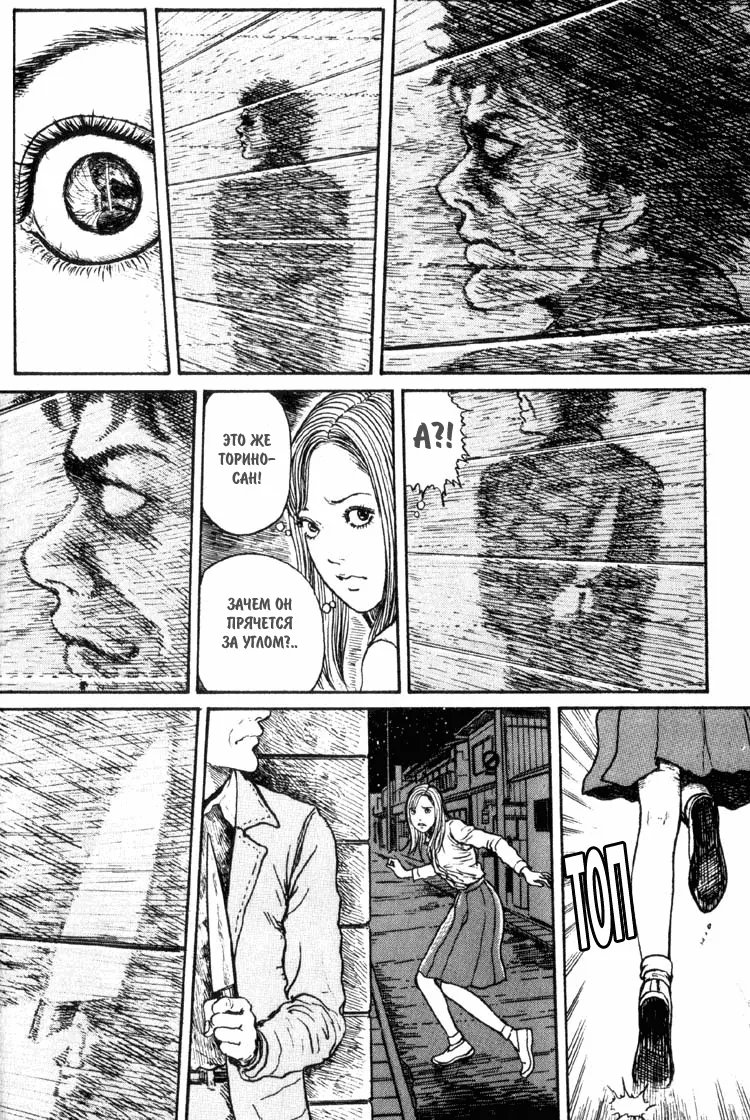 ЭТО ЖЕ
ТОРИНО-
САН!
ЗАЧЕМ ОН
ПРЯЧЕТСЯ
ЗА УГЛОМ?..
А?!
ТОП